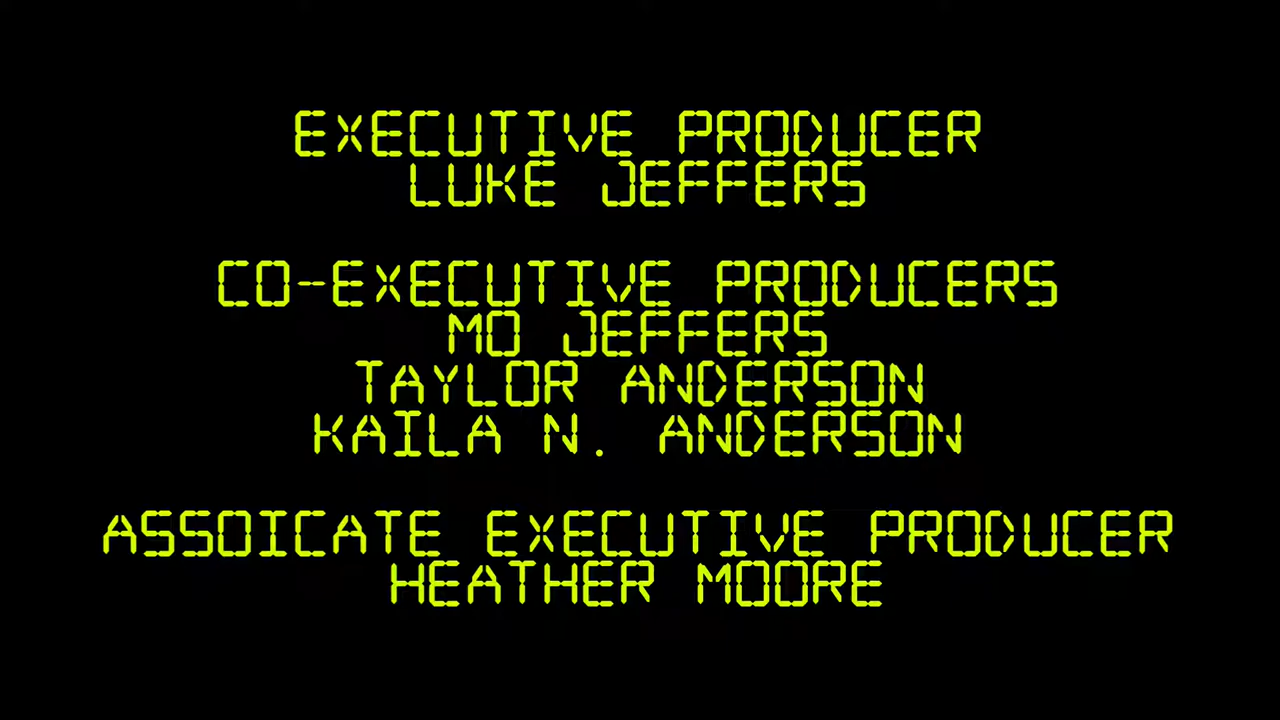 EXECUTIVE PRODUCER
LUKE JEFFERS
CO-EXECUTIVE PRODUCERS
MO JEFFERS
TAYLOR ANDERSON
KAILA N. ANDERSON
ASSOICATE EXECUTIVE PRODUCER
HEATHER MOORE